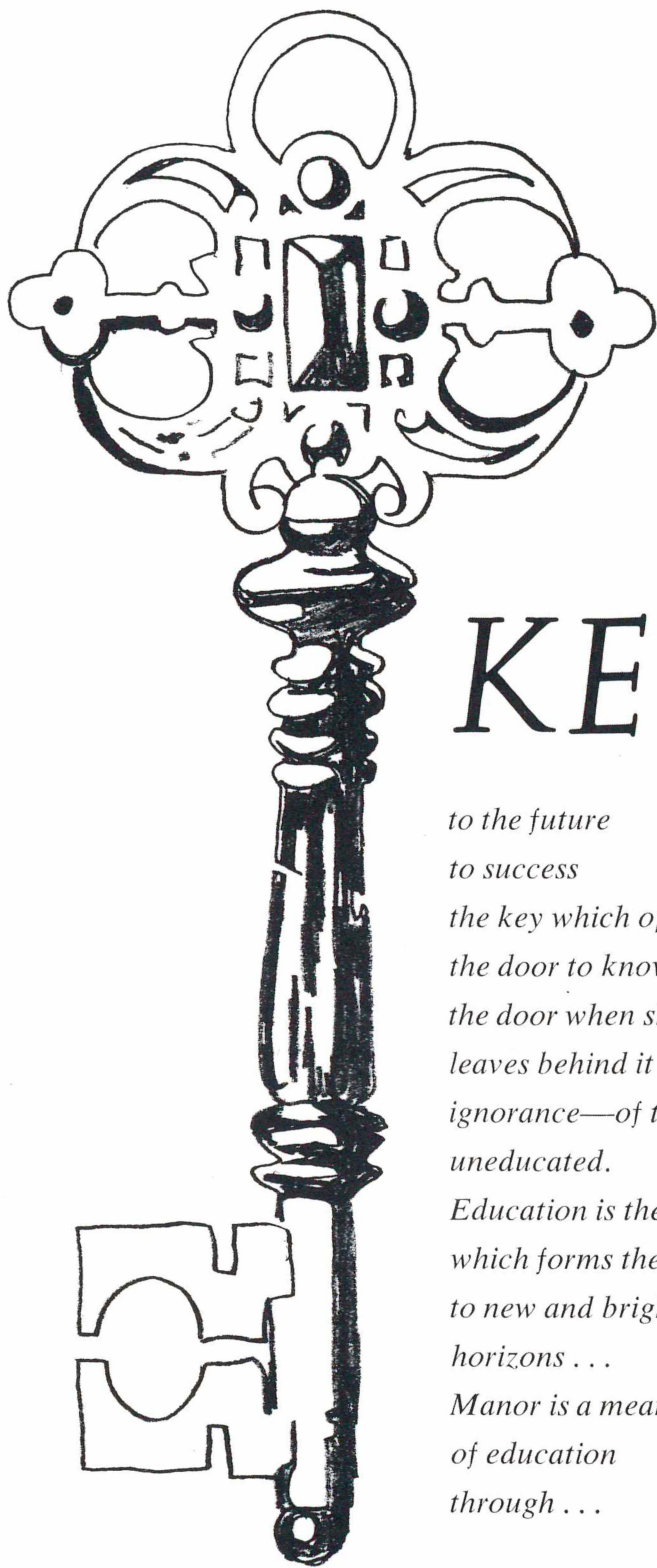 KE
to the future
to success
the key which o
the door to know
the door when s
leaves behind it
ignorance—of t
uneducated.
Education is the
which forms the
to new and brig
horizons . . .
Manor is a mea
of education
through . . .